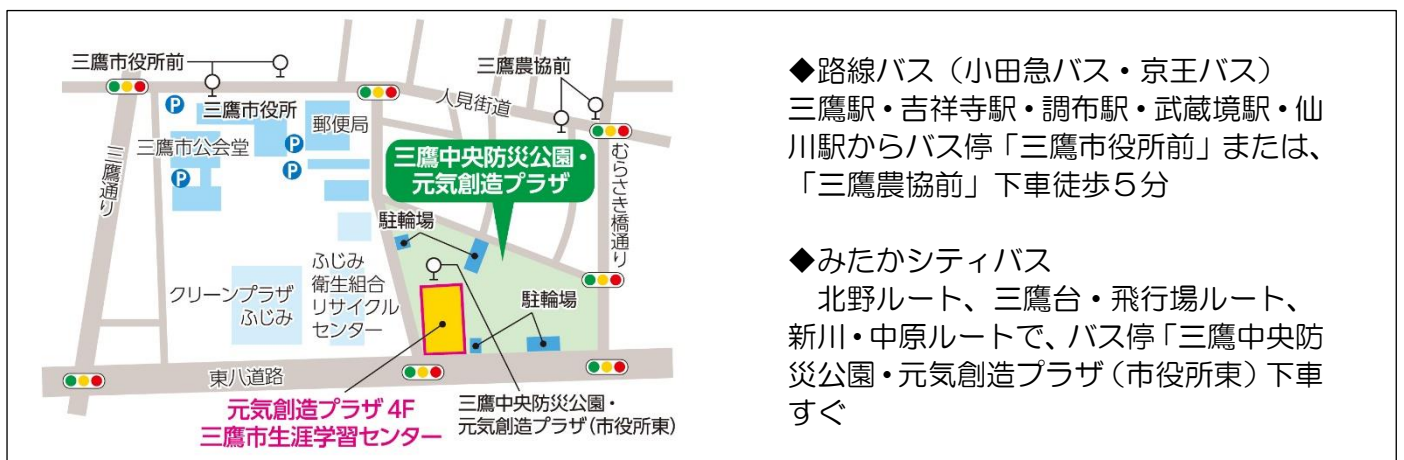 三鷹市役所前
三鷹農協前
人見街道
P
三鷹市役所
郵便局
三鷹市公会堂
P
P
P
三鷹通り
三鷹中央防災公園・
元気創造プラザ
むらさき橋通り
駐輪場
ふじみ
衛生組合
リサイクル
センター
クリーンプラザ
ふじみ
駐輪場
東八道路
元気創造プラザ 4F
三鷹市生涯学習センター
三鷹中央防災公園・
元気創造プラザ(市役所東)
◆路線バス（小田急バス・京王バス）
三鷹駅・吉祥寺駅・調布駅・武蔵境駅・仙
川駅からバス停「三鷹市役所前」または、
「三鷹農協前」下車徒歩５分
◆みたかシティバス
　北野ルート、三鷹台・飛行場ルート、
新川・中原ルートで、バス停「三鷹中央防
災公園・元気創造プラザ（市役所東）下車
すぐ